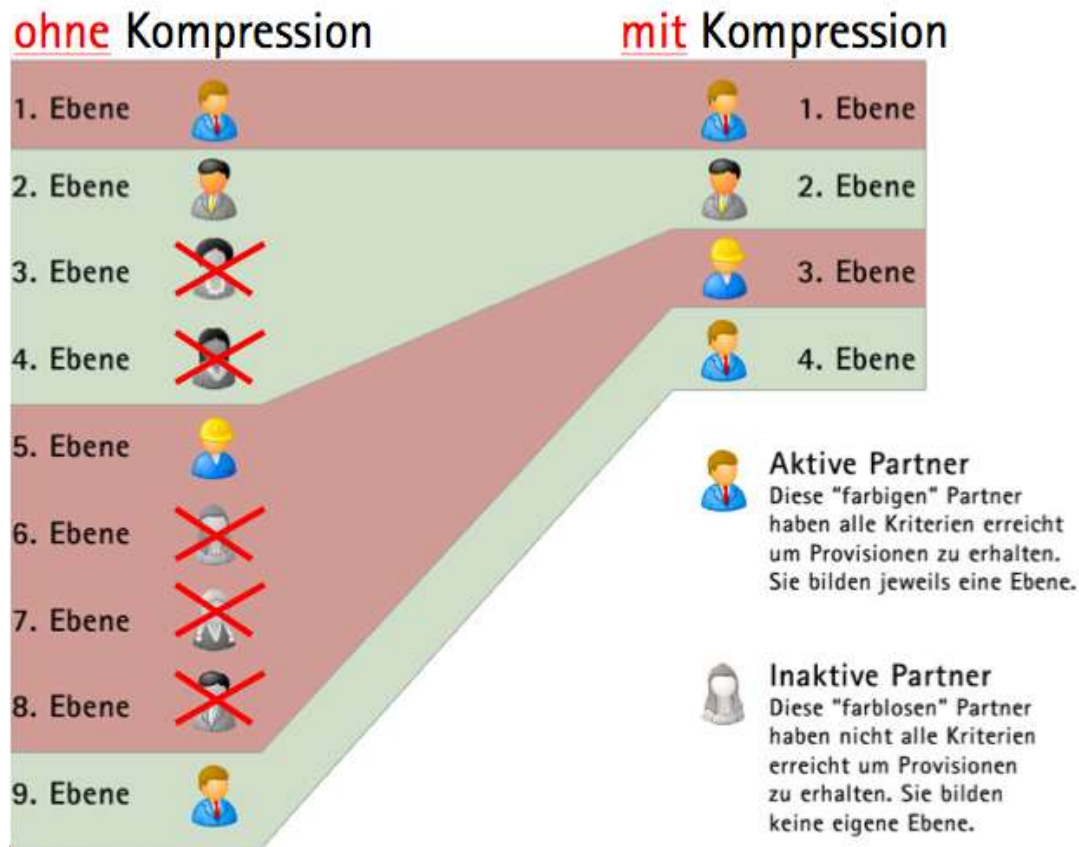 ohne Kompression
mit Kompression
1. Ebene
2. Ebene
3. Ebene
4. Ebene
5. Ebene
6. Ebene
7. Ebene
8. Ebene
9. Ebene
1. Ebene
2. Ebene
3. Ebene
4. Ebene
Aktive Partner
Diese "farbigen" Partner
haben alle Kriterien erreicht
um Provisionen zu erhalten.
Sie bilden jeweils eine Ebene.
Inaktive Partner
Diese "farblosen" Partner
haben nicht alle Kriterien
erreicht um Provisionen
zu erhalten. Sie bilden
keine eigene Ebene.